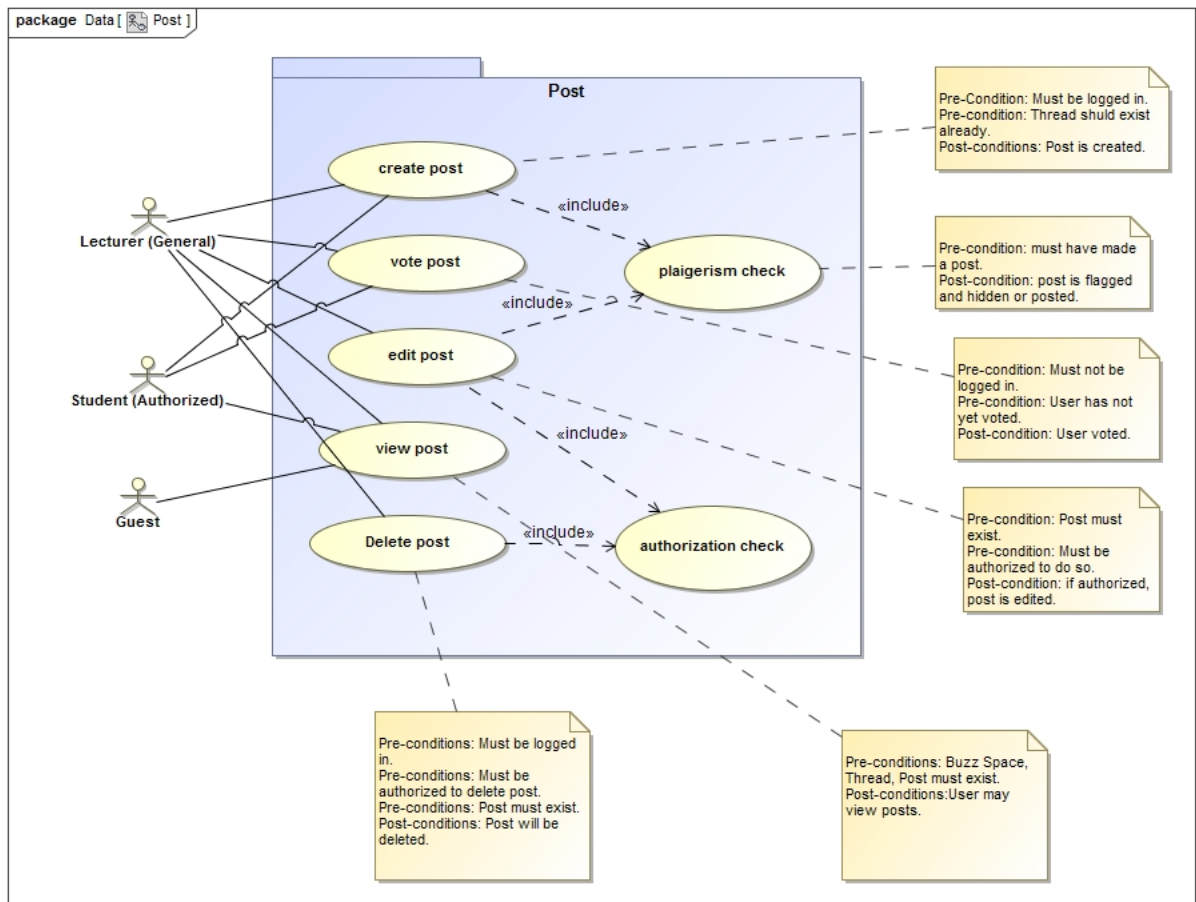 package Data [ Post ]
Post
create post
vote post
edit post
view post
Delete post
plaigerism check
authorization check
«include»
«include»
«include»
«include»
Lecturer (General)
Student (Authorized)
Guest
Pre-Condition: Must be logged in.
Pre-condition: Thread shuld exist
already.
Post-conditions: Post is created.
Pre-condition: must have made
a post.
Post-condition: post is flagged
and hidden or posted.
Pre-condition: Must not be
logged in.
Pre-condition: User has not
yet voted.
Post-condition: User voted.
Pre-condition: Post must
exist.
Pre-condition: Must be
authorized to do so.
Post-condition: if authorized,
post is edited.
Pre-conditions: Must be logged
in.
Pre-conditions: Must be
authorized to delete post.
Pre-conditions: Post must exist.
Post-conditions: Post will be
deleted.
Pre-conditions: Buzz Space,
Thread, Post must exist.
Post-conditions:User may
view posts.